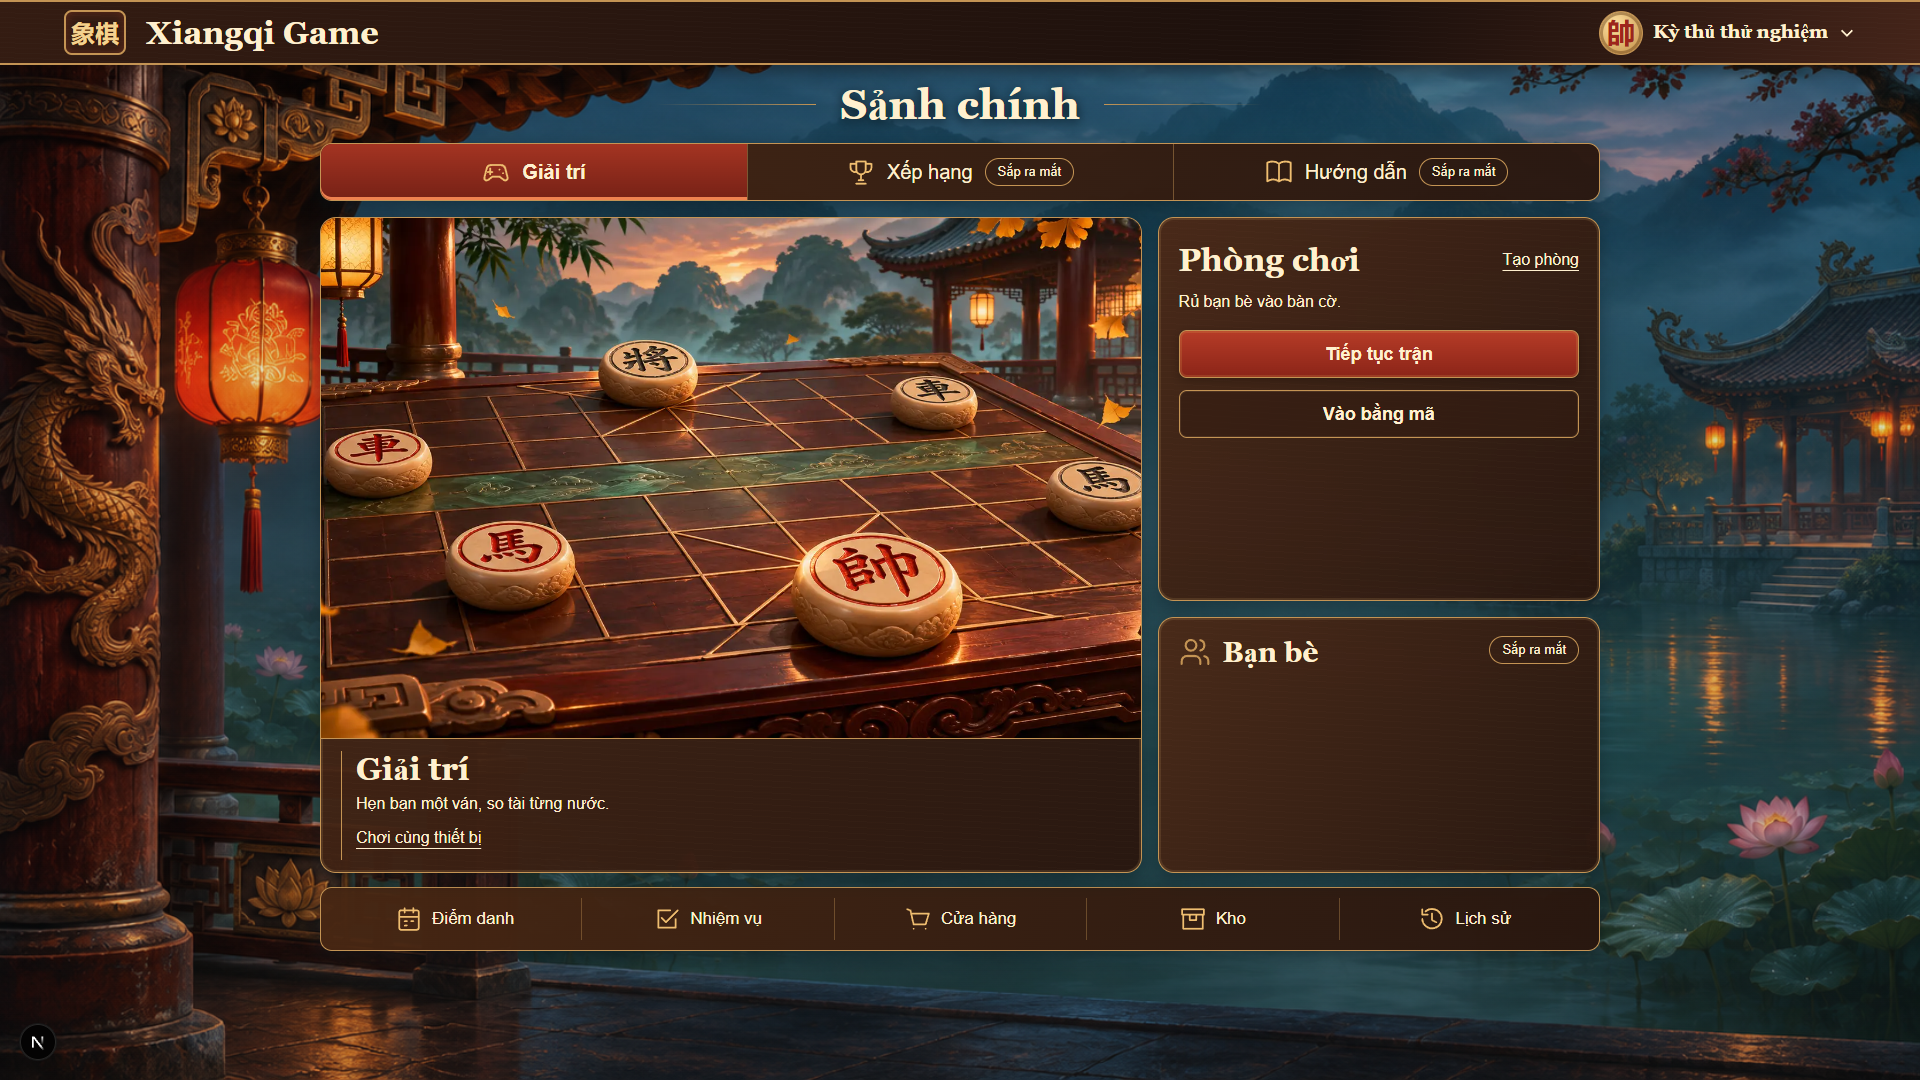 象棋 Xiangqi Game
帥 Kỳ thủ thử nghiệm
Sảnh chính
Giải trí
Xếp hạng Sắp ra mắt
Hướng dẫn Sắp ra mắt
將
車
車
馬
馬
帥
Giải trí
Hẹn bạn một ván, so tài từng nước.
Chơi cùng thiết bị
Phòng chơi
Tạo phòng
Rủ bạn bè vào bàn cờ.
Tiếp tục trận
Vào bằng mã
Bạn bè Sắp ra mắt
Điểm danh
Nhiệm vụ
Cửa hàng
Kho
Lịch sử
N